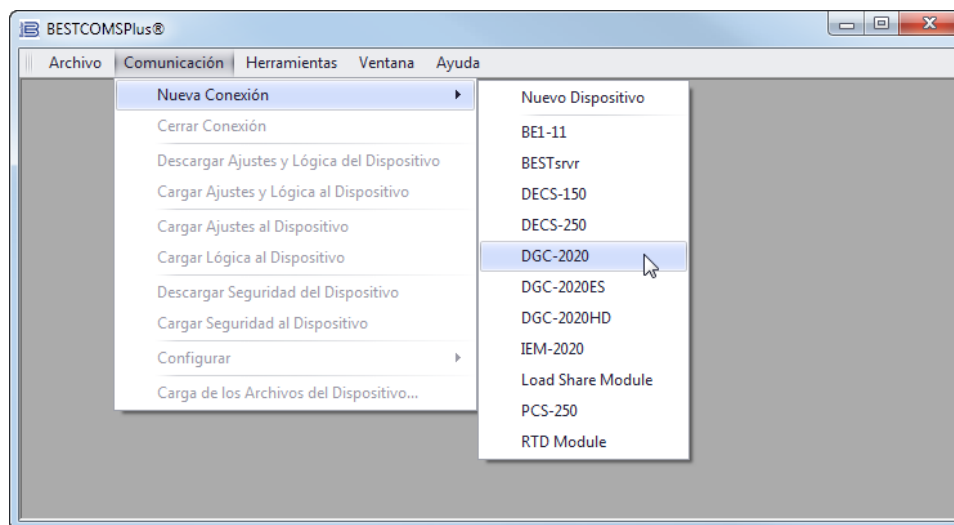 BESTCOMSPlus®
Archivo Comunicación Herramientas Ventana Ayuda
Nueva Conexión
Cerrar Conexión
Descargar Ajustes y Lógica del Dispositivo
Cargar Ajustes y Lógica al Dispositivo
Cargar Ajustes al Dispositivo
Cargar Lógica al Dispositivo
Descargar Seguridad del Dispositivo
Cargar Seguridad al Dispositivo
Configurar
Carga de los Archivos del Dispositivo...
Nuevo Dispositivo
BE1-11
BESTsrvr
DECS-150
DECS-250
DGC-2020
DGC-2020ES
DGC-2020HD
IEM-2020
Load Share Module
PCS-250
RTD Module